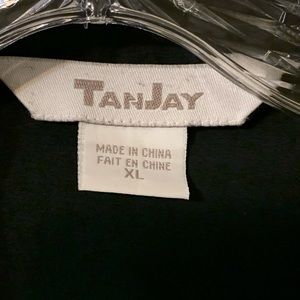 TANJAY
MADE IN CHINA
FAIT EN CHINE
XL